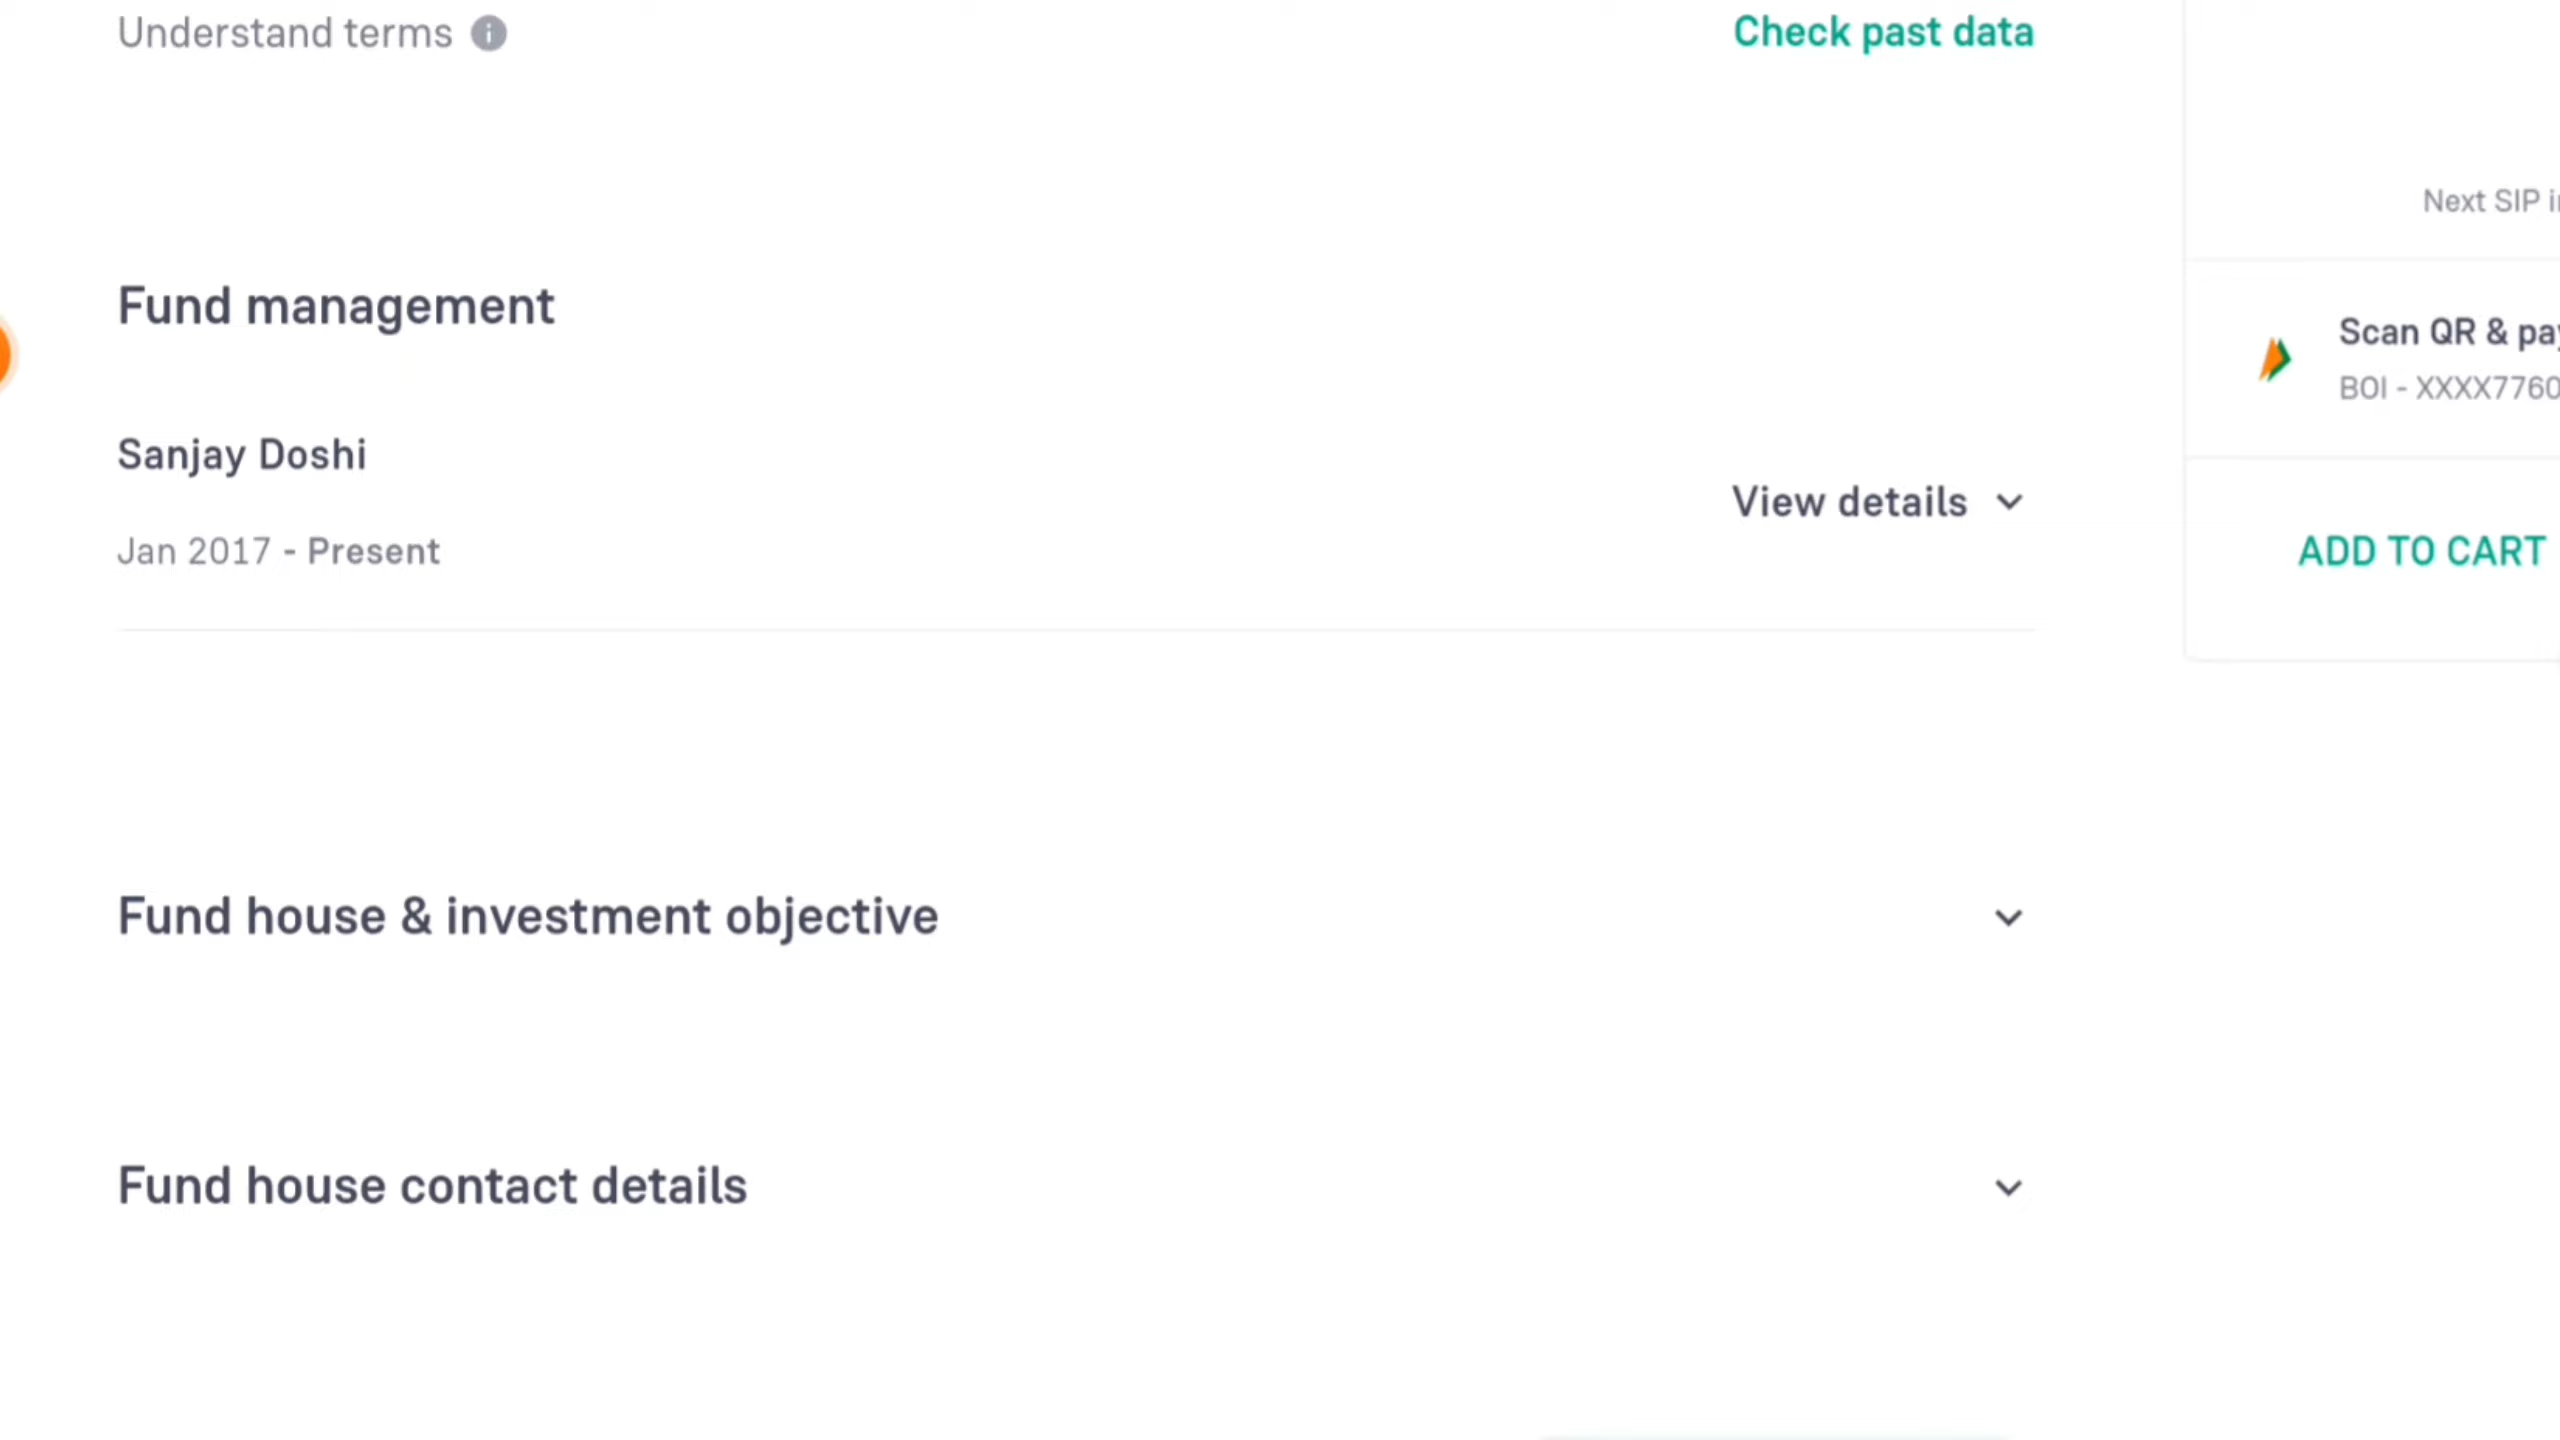 Understand terms
Check past data
Fund management
Sanjay Doshi
Jan 2017 - Present
View details
Fund house & investment objective
Fund house contact details
Next SIP
Scan QR &
BOI - XXXX7760
ADD TO CART